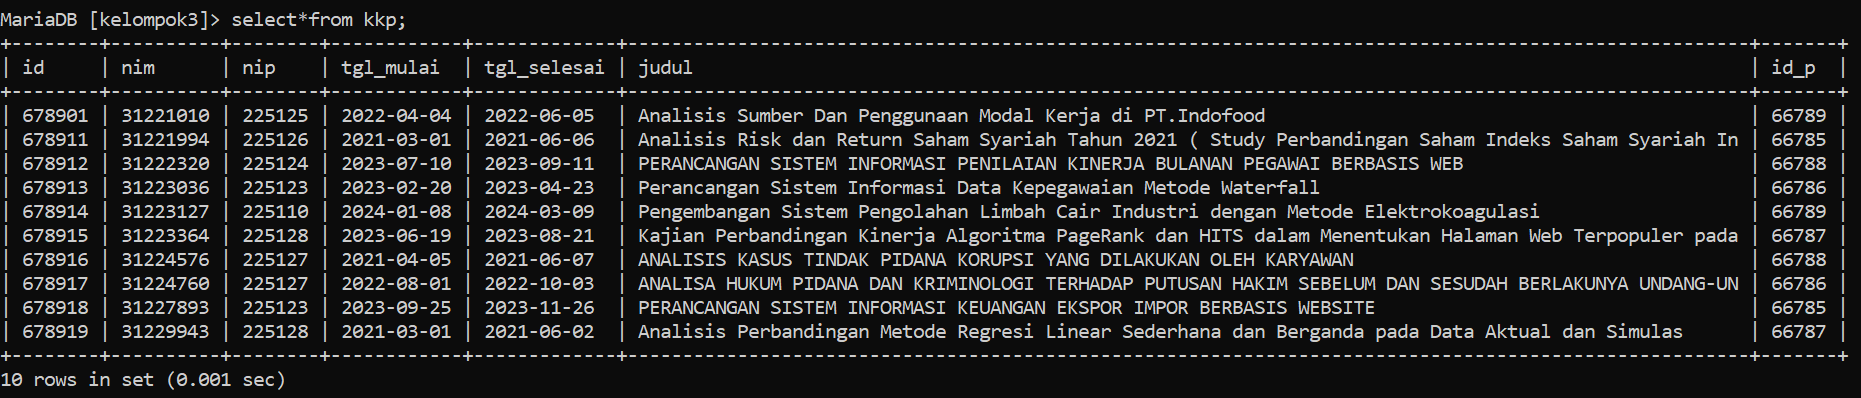 MariaDB [kelompok3]> select*from kkp;
+--------+----------+--------+------------+-------------+------------------------------------------------------------------------------------------------------+-------+
| id     | nim      | nip    | tgl_mulai  | tgl_selesai | judul                                                                                                | id_p  |
+--------+----------+--------+------------+-------------+------------------------------------------------------------------------------------------------------+-------+
| 678901 | 31221010 | 225125 | 2022-04-04 | 2022-06-05  | Analisis Sumber Dan Penggunaan Modal Kerja di PT.Indofood                                            | 66789 |
| 678911 | 31221994 | 225126 | 2021-03-01 | 2021-06-06  | Analisis Risk dan Return Saham Syariah Tahun 2021 ( Study Perbandingan Saham Indeks Saham Syariah In | 66785 |
| 678912 | 31222320 | 225124 | 2023-07-10 | 2023-09-11  | PERANCANGAN SISTEM INFORMASI PENILAIAN KINERJA BULANAN PEGAWAI BERBASIS WEB                          | 66788 |
| 678913 | 31223036 | 225123 | 2023-02-20 | 2023-04-23  | Perancangan Sistem Informasi Data Kepegawaian Metode Waterfall                                       | 66786 |
| 678914 | 31223127 | 225110 | 2024-01-08 | 2024-03-09  | Pengembangan Sistem Pengolahan Limbah Cair Industri dengan Metode Elektrokoagulasi                   | 66789 |
| 678915 | 31223364 | 225128 | 2023-06-19 | 2023-08-21  | Kajian Perbandingan Kinerja Algoritma PageRank dan HITS dalam Menentukan Halaman Web Terpopuler pada | 66787 |
| 678916 | 31224576 | 225127 | 2021-04-05 | 2021-06-07  | ANALISIS KASUS TINDAK PIDANA KORUPSI YANG DILAKUKAN OLEH KARYAWAN                                    | 66788 |
| 678917 | 31224760 | 225127 | 2022-08-01 | 2022-10-03  | ANALISA HUKUM PIDANA DAN KRIMINOLOGI TERHADAP PUTUSAN HAKIM SEBELUM DAN SESUDAH BERLAKUNYA UNDANG-UN | 66786 |
| 678918 | 31227893 | 225123 | 2023-09-25 | 2023-11-26  | PERANCANGAN SISTEM INFORMASI KEUANGAN EKSPOR IMPOR BERBASIS WEBSITE                                  | 66785 |
| 678919 | 31229943 | 225128 | 2021-03-01 | 2021-06-02  | Analisis Perbandingan Metode Regresi Linear Sederhana dan Berganda pada Data Aktual dan Simulas      | 66787 |
+--------+----------+--------+------------+-------------+------------------------------------------------------------------------------------------------------+-------+
10 rows in set (0.001 sec)